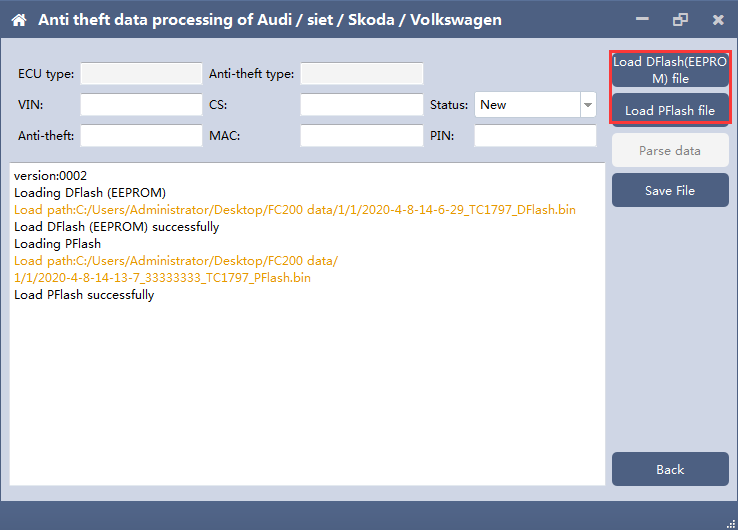 Anti theft data processing of Audi / siet / Skoda / Volkswagen
ECU type: Anti-theft type:
VIN: CS: Status: New
Anti-theft: MAC: PIN:
Load DFlash(EEPRO
M) file
Load PFlash file
Parse data
Save File
version:0002
Loading DFlash (EEPROM)
Load path:C:/Users/Administrator/Desktop/FC200 data/1/1/2020-4-8-14-6-29_TC1797_DFlash.bin
Load DFlash (EEPROM) successfully
Loading PFlash
Load path:C:/Users/Administrator/Desktop/FC200 data/
1/1/2020-4-8-14-13-7_33333333_TC1797_PFlash.bin
Load PFlash successfully
Back